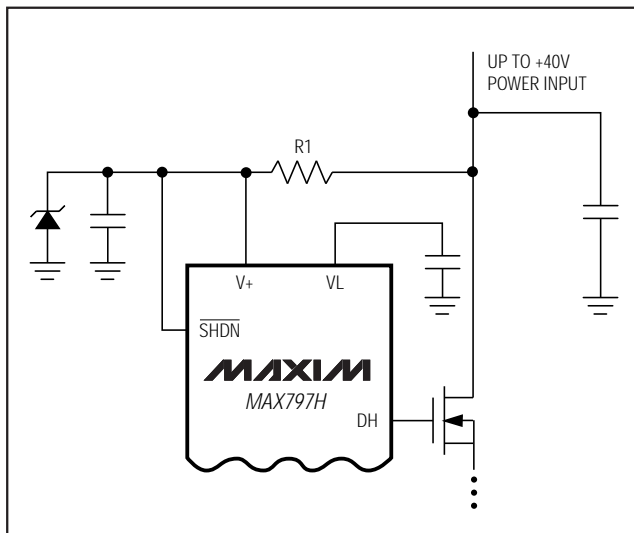 UP TO +40V
POWER INPUT
R1
V+
VL
SHDN
MAXIM
MAX797H
DH